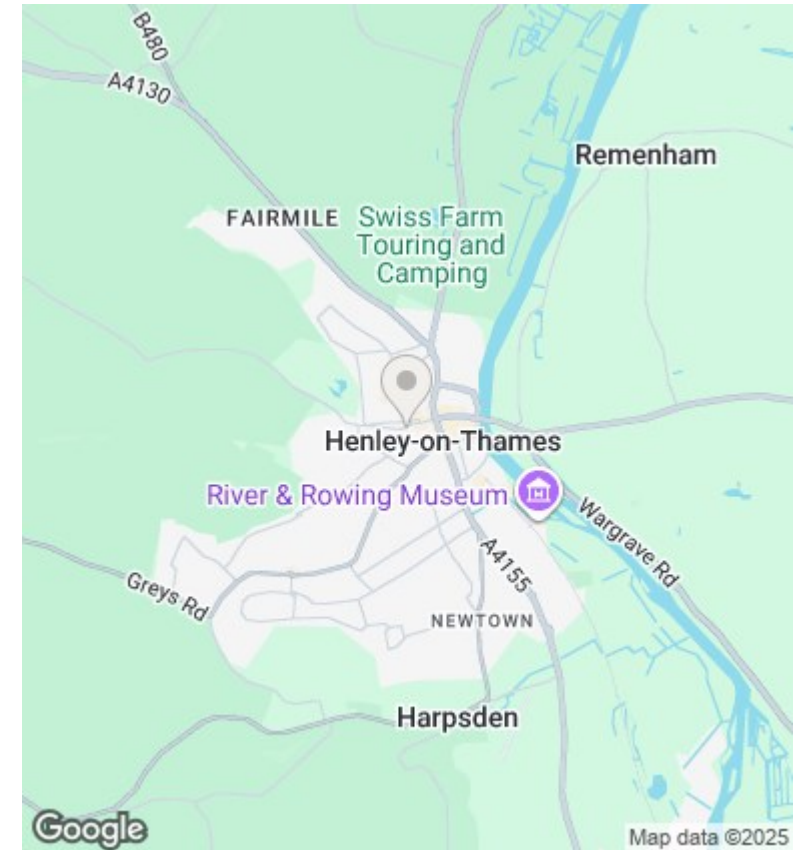 B480
A4130
Remenham
FAIRMILE
Swiss Farm
Touring and
Camping
Henley-on-Thames
River & Rowing Museum
Wargrave Rd
A4155
Greys Rd
NEWTOWN
Harpsden
Google
Map data ©2025